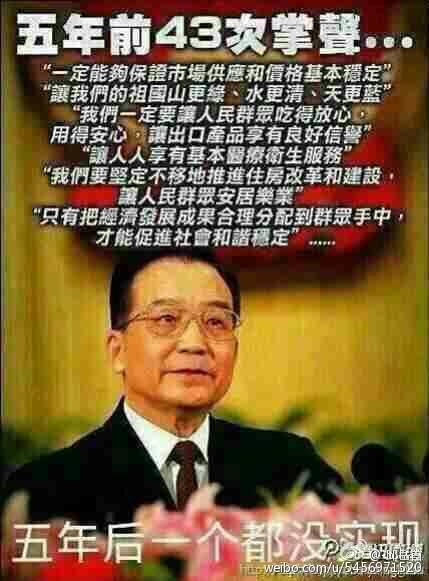 五年前43次掌聲...
“一定能夠保證市場供應和價格基本穩定”
“讓我們的祖國山更綠、水更清、天更藍”
“我們一定要讓人民群眾吃得放心，
用得安心，讓出口產品享有良好信譽”
“讓人人享有基本醫療衛生服務”
“我們要堅定不移地推進住房改革和建設，
讓人民群眾安居樂業”
“只有把經濟發展成果合理分配到群眾手中，
才能促進社會和諧穩定”......
五年后一个都没实现
weibo.com/u/5456971520